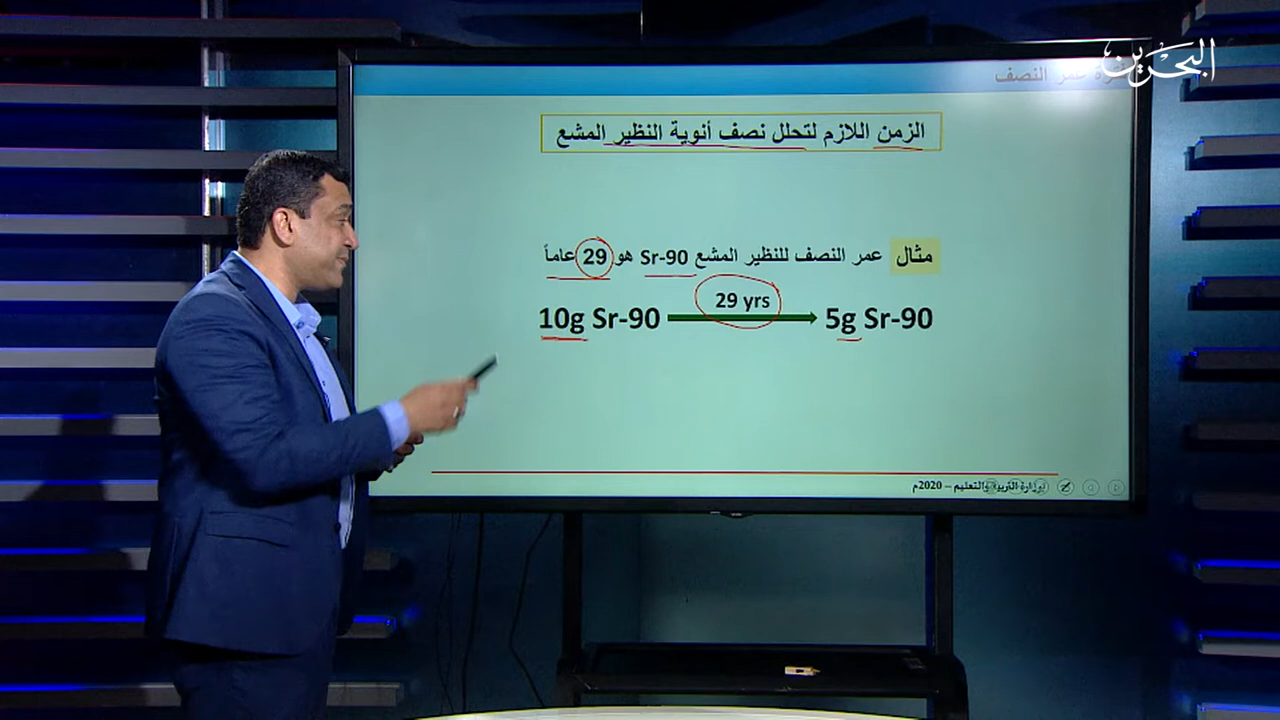 البحرين
عمر النصف
الزمن اللازم لتحلل نصف أنوية النظير المشع
مثال عمر النصف للنظير المشع Sr-90 هو 29 عاماً
29 yrs
10g Sr-90 5g Sr-90
وزارة التربية والتعليم – 2020م